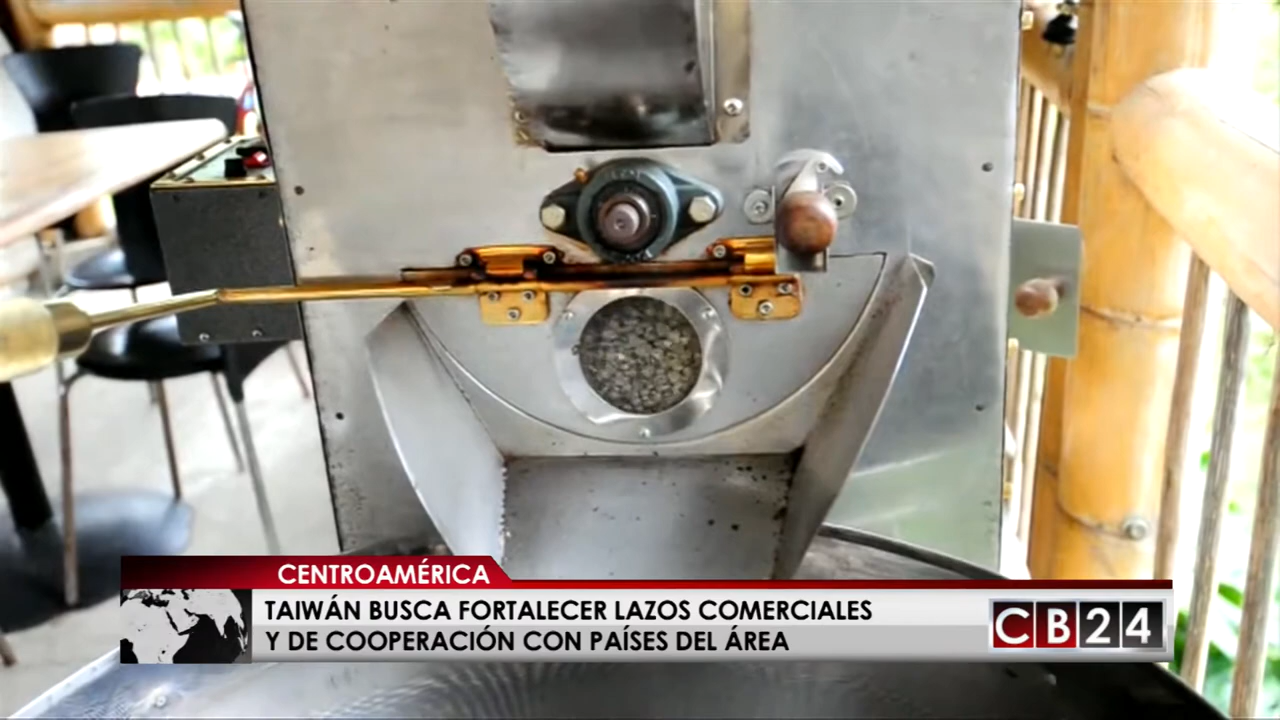 CENTROAMÉRICA
TAIWÁN BUSCA FORTALECER LAZOS COMERCIALES
Y DE COOPERACIÓN CON PAÍSES DEL ÁREA
CB24